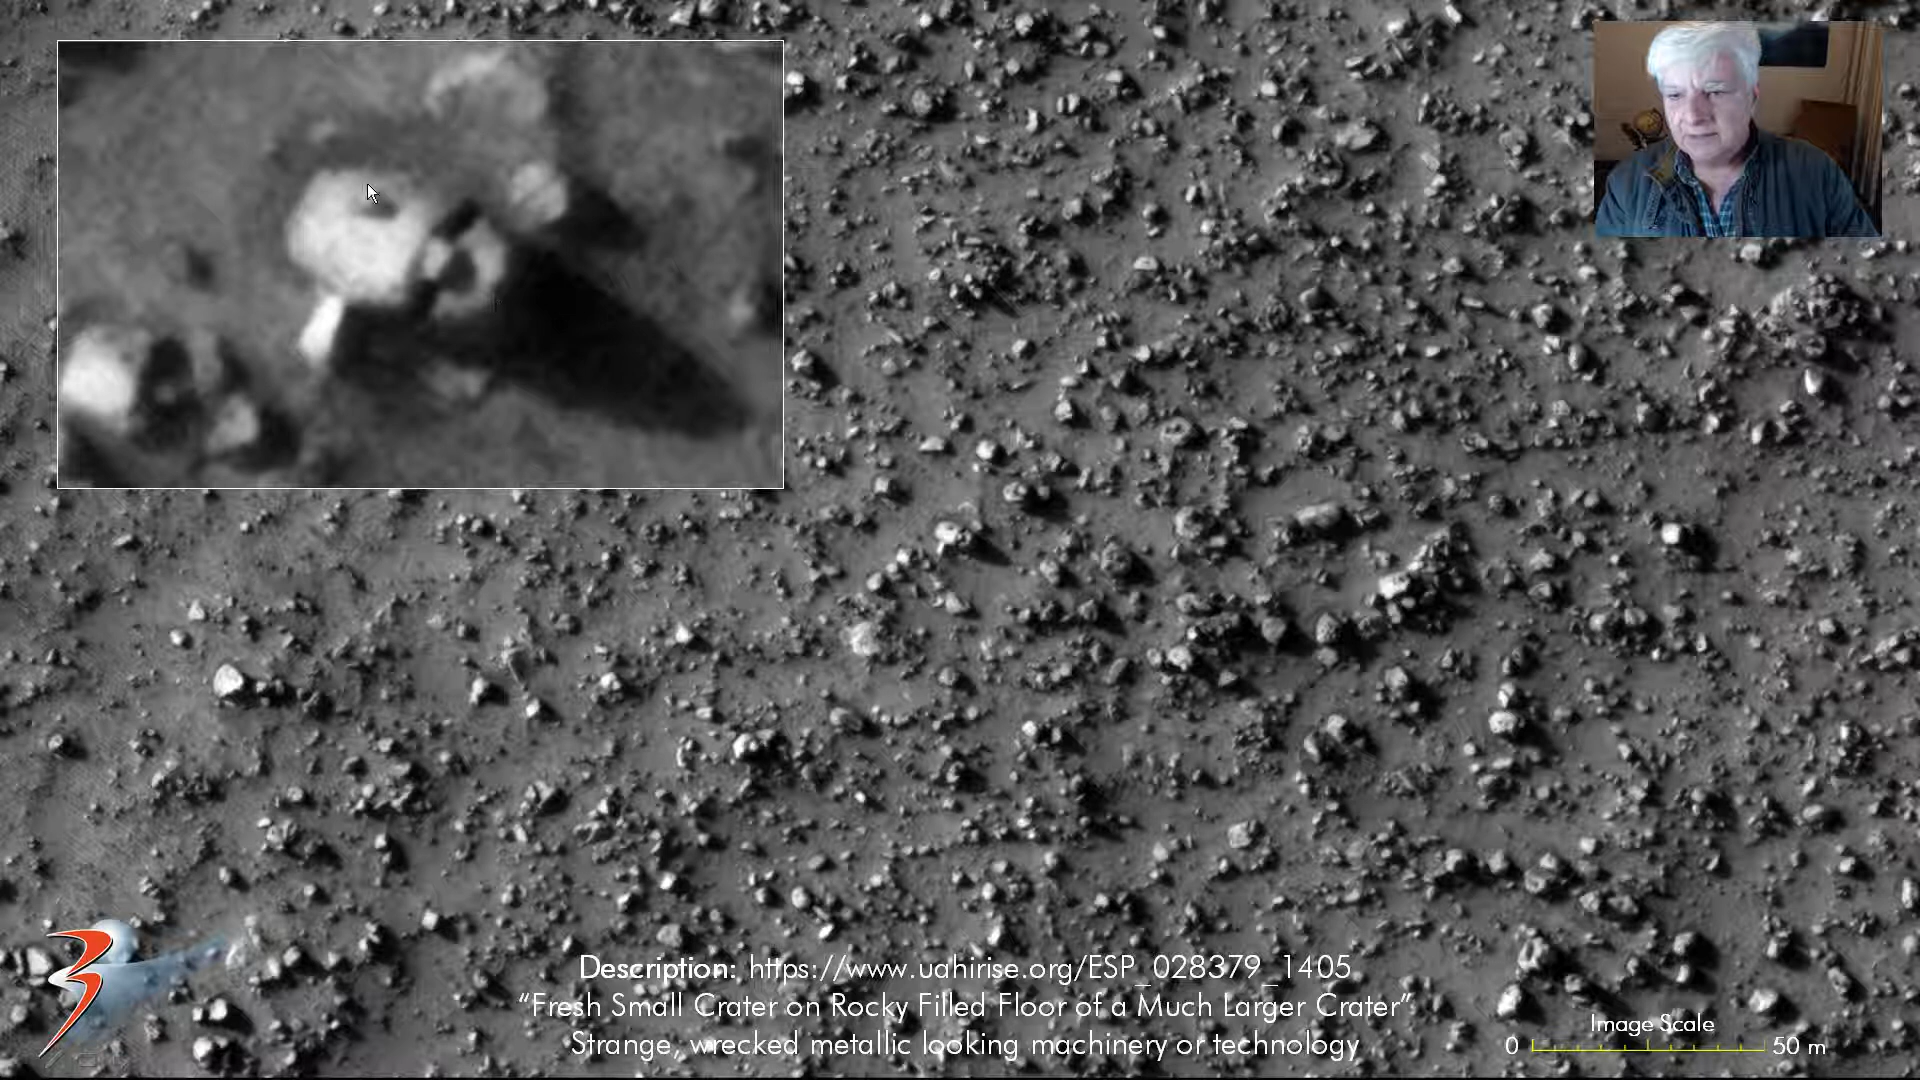 Description: https://www.uahirise.org/ESP_028379_1405
“Fresh Small Crater on Rocky Filled Floor of a Much Larger Crater”
Strange, wrecked metallic looking machinery or technology
Image Scale
0 50 m